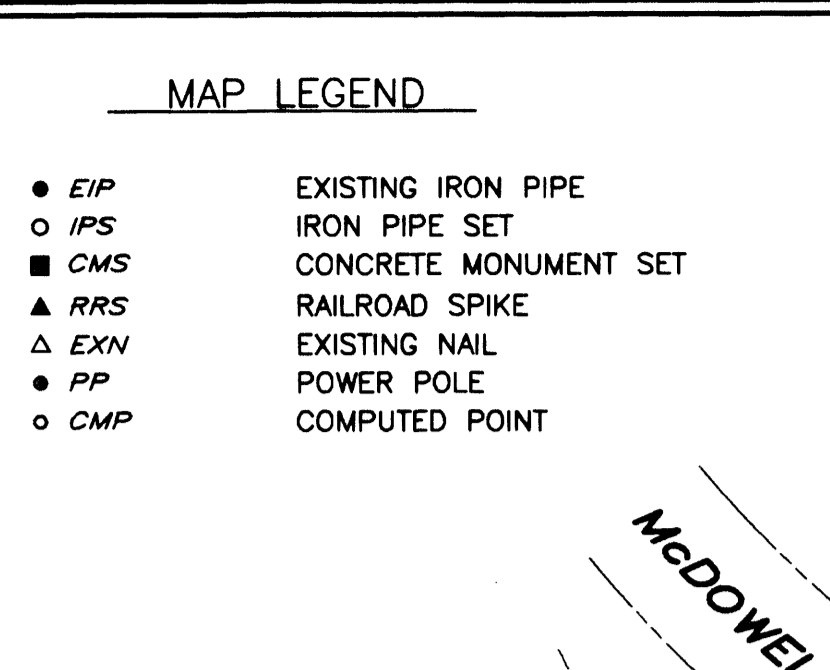 MAP LEGEND
EIP EXISTING IRON PIPE
IPS IRON PIPE SET
CMS CONCRETE MONUMENT SET
RRS RAILROAD SPIKE
EXN EXISTING NAIL
PP POWER POLE
CMP COMPUTED POINT